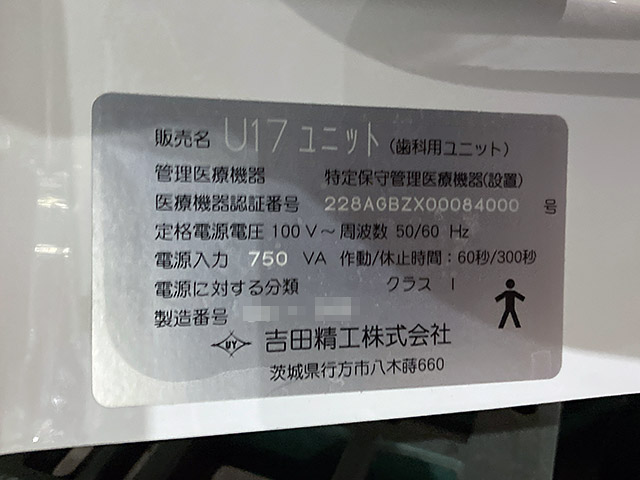 販売名 U17 ユニット (歯科用ユニット)
管理医療機器 特定保守管理医療機器(設置)
医療機器認証番号 228AGBZX00084000 号
定格電源電圧 100 V～周波数 50/60 Hz
電源入力 750 VA 作動/休止時間：60秒/300秒
電源に対する分類 クラス I
製造番号
UY 吉田精工株式会社
茨城県行方市八木蒔660